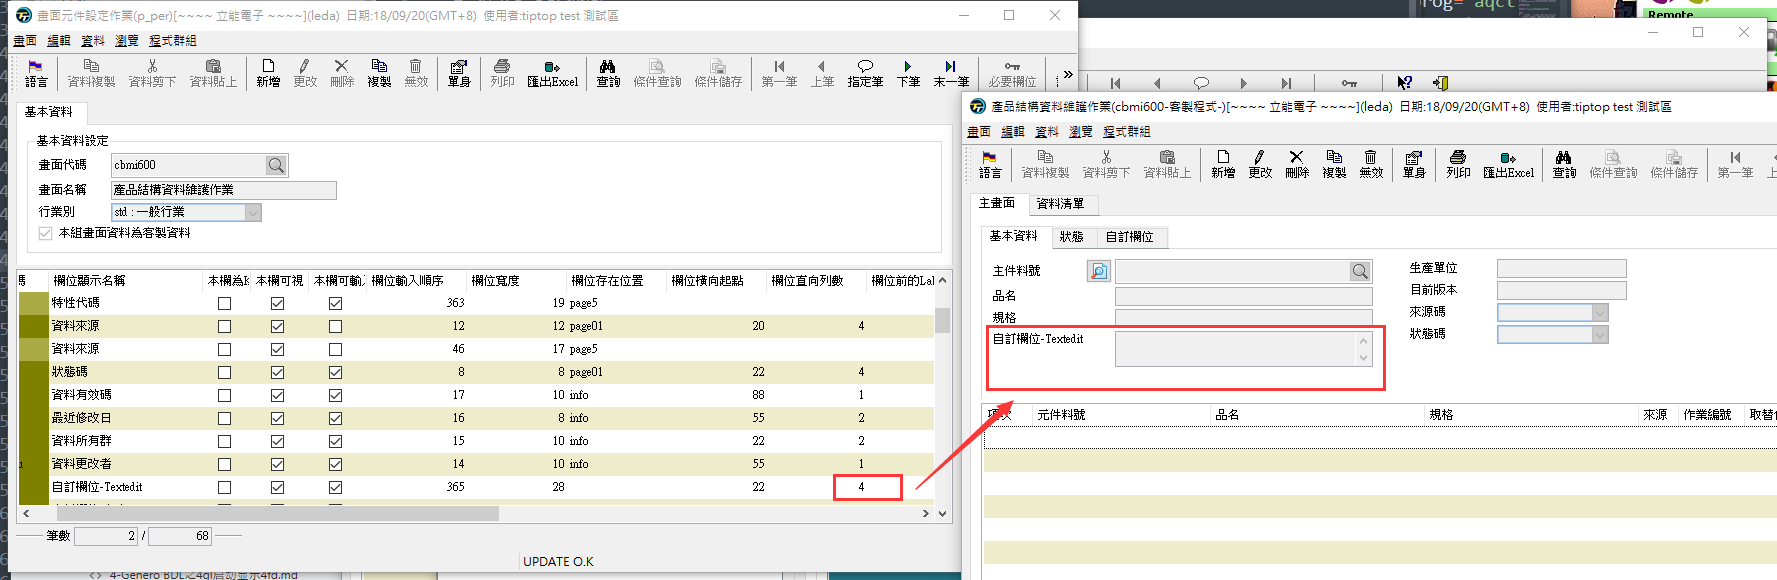 rog= aqct
Remote
畫面元件設定作業(p_per)[~~~~ 立能電子 ~~~~](leda) 日期:18/09/20(GMT+8) 使用者:tiptop test 測試區
畫面 編輯 資料 瀏覽 程式群組
語言 資料複製 資料剪下 資料貼上 新增 更改 刪除 複製 無效 單身 列印 匯出Excel 查詢 條件查詢 條件儲存 第一筆 上筆 指定筆 下筆 末一筆 必要欄位
基本資料
基本資料設定
畫面代碼 cbmi600
畫面名稱 產品結構資料維護作業
行業別 std : 一般行業
本組畫面資料為客製資料
欄位顯示名稱 本欄為K 本欄可視 本欄可輸 欄位輸入順序 欄位寬度 欄位存在位置 欄位橫向起點 欄位直向列數 欄位前的Lal
特性代碼 363 19 page5
資料來源 12 12 page01 20 4
資料來源 46 17 page5
狀態碼 8 8 page01 22 4
資料有效碼 17 10 info 88 1
最近修改日 16 8 info 55 2
資料所有群 15 10 info 22 2
資料更改者 14 10 info 55 1
自訂欄位-Textedit 365 28 22 4
筆數 2 / 68
UPDATE O.K
4-Genero BDL之4gl启动显示4fd.md
產品結構資料維護作業(cbmi600-客製程式-)[~~~~ 立能電子 ~~~~](leda) 日期:18/09/20(GMT+8) 使用者:tiptop test 測試區
畫面 編輯 資料 瀏覽 程式群組
語言 資料複製 資料剪下 資料貼上 新增 更改 刪除 複製 無效 單身 列印 匯出Excel 查詢 條件查詢 條件儲存 第一筆 上
主畫面 資料清單
基本資料 狀態 自訂欄位
主件料號 生產單位
品名 目前版本
規格 來源碼
自訂欄位-Textedit 狀態碼
項次 元件料號 品名 規格 來源 作業編號 取替